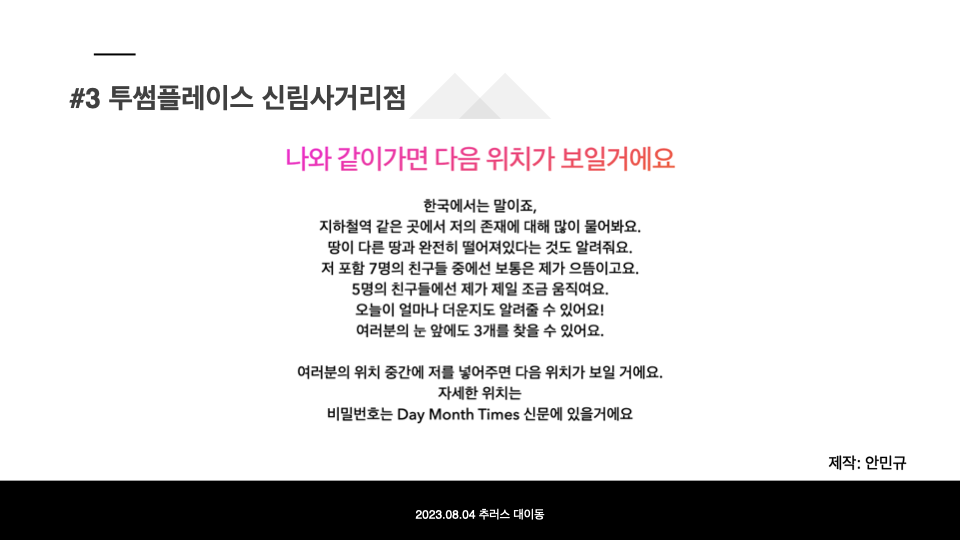 #3 투썸플레이스 신림사거리점
나와 같이가면 다음 위치가 보일거에요
한국에서는 말이죠,
지하철역 같은 곳에서 저의 존재에 대해 많이 물어봐요.
땅이 다른 땅과 완전히 떨어져있다는 것도 알려줘요.
저 포함 7명의 친구들 중에선 보통은 제가 으뜸이고요.
5명의 친구들에선 제가 제일 조금 움직여요.
오늘이 얼마나 더운지도 알려줄 수 있어요!
여러분의 눈 앞에도 3개를 찾을 수 있어요.
여러분의 위치 중간에 저를 넣어주면 다음 위치가 보일 거에요.
자세한 위치는
비밀번호는 Day Month Times 신문에 있을거에요
제작: 안민규
2023.08.04 추러스 대이동